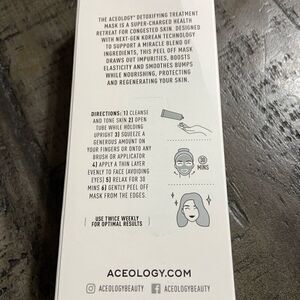 THE ACEOLOGY® DETOXIFYING TREATMENT
MASK IS A SUPER-CHARGED HEALTH
RETREAT FOR CONGESTED SKIN. DESIGNED
WITH NEXT-GEN KOREAN TECHNOLOGY
TO SUPPORT A MIRACLE BLEND OF
INGREDIENTS, THIS PEEL OFF MASK
DRAWS OUT IMPURITIES, BOOSTS
ELASTICITY AND SMOOTHES BUMPS
WHILE NOURISHING, PROTECTING
AND REGENERATING YOUR SKIN.
DIRECTIONS: 1) CLEANSE
AND TONE SKIN 2) OPEN
TUBE WHILE HOLDING
UPRIGHT 3) SQUEEZE A
GENEROUS AMOUNT ON
YOUR FINGERS OR ONTO ANY
BRUSH OR APPLICATOR
4) APPLY A THIN LAYER
EVENLY TO FACE (AVOIDING
EYES) 5) RELAX FOR 30
MINS 6) GENTLY PEEL OFF
MASK FROM THE EDGES.
30
MINS
USE TWICE WEEKLY
FOR OPTIMAL RESULTS
ACEOLOGY.COM
ACEOLOGYBEAUTY
ACEOLOGYBEAUTY